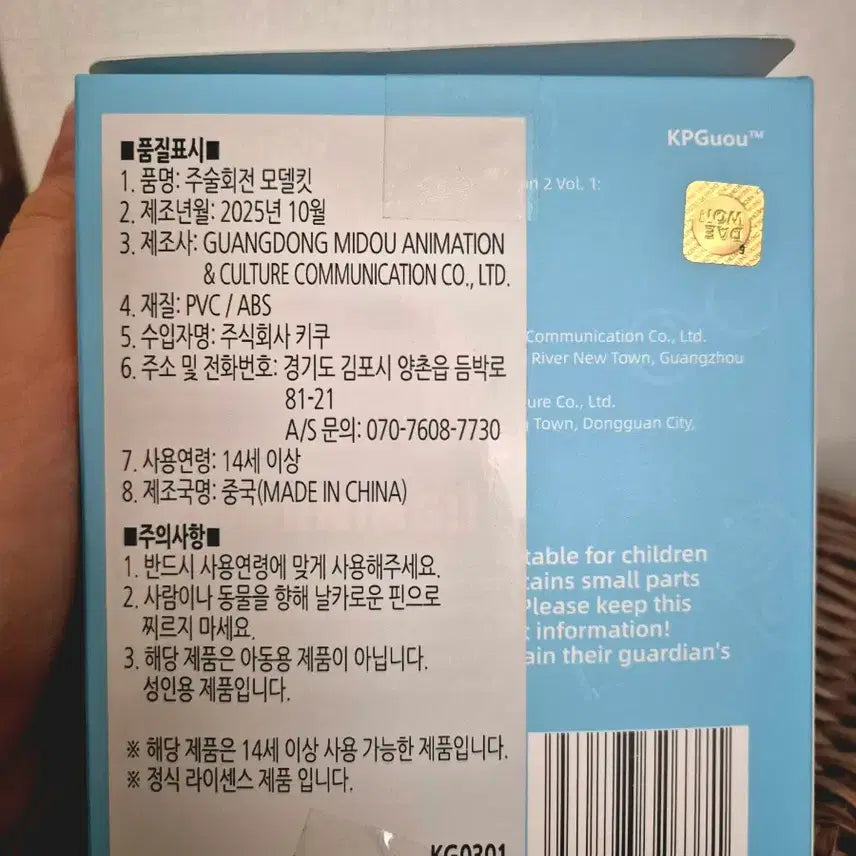 ■품질표시■
1. 품명: 주술회전 모델킷
2. 제조년월: 2025년 10월
3. 제조사: GUANGDONG MIDOU ANIMATION
& CULTURE COMMUNICATION CO., LTD.
4. 재질: PVC / ABS
5. 수입자명: 주식회사 키쿠
6. 주소 및 전화번호: 경기도 김포시 양촌읍 듬박로
81-21
A/S 문의: 070-7608-7730
7. 사용연령: 14세 이상
8. 제조국명: 중국(MADE IN CHINA)
■주의사항■
1. 반드시 사용연령에 맞게 사용해주세요.
2. 사람이나 동물을 향해 날카로운 핀으로
찌르지 마세요.
3. 해당 제품은 아동용 제품이 아닙니다.
성인용 제품입니다.
※ 해당 제품은 14세 이상 사용 가능한 제품입니다.
※ 정식 라이센스 제품 입니다.
KG0301
KPGuou™
2 Vol. 1:
DAE
WON
Communication Co., Ltd.
River New Town, Guangzhou
Co., Ltd.
Town, Dongguan City,
for children
small parts
Please keep this
information!
their guardian's